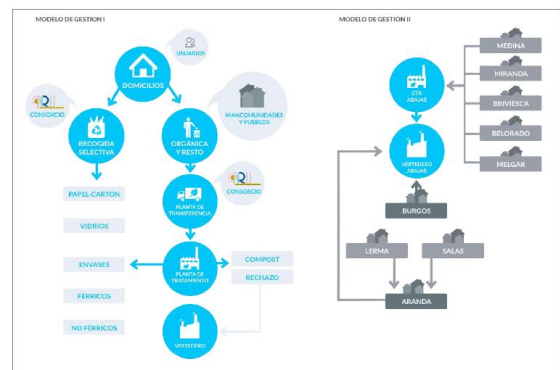 MODELO DE GESTION I
USUARIOS
DOMICILIOS
CONSORCIO
RECOGIDA
SELECTIVA
ORGÁNICA
Y RESTO
MANCOMUNIDADES
Y PUEBLOS
PAPEL-CARTÓN
VIDRIOS
ENVASES
FÉRRICOS
NO FÉRRICOS
PLANTA DE
TRANSFERENCIA
CONSORCIO
PLANTA DE
TRATAMIENTO
COMPOST
RECHAZO
VERTEDERO
MODELO DE GESTIÓN II
MEDINA
MIRANDA
BRIVIESCA
BELORADO
MELGAR
CTR
ABAJAS
VERTEDERO
ABAJAS
BURGOS
LERMA
SALAS
ARANDA